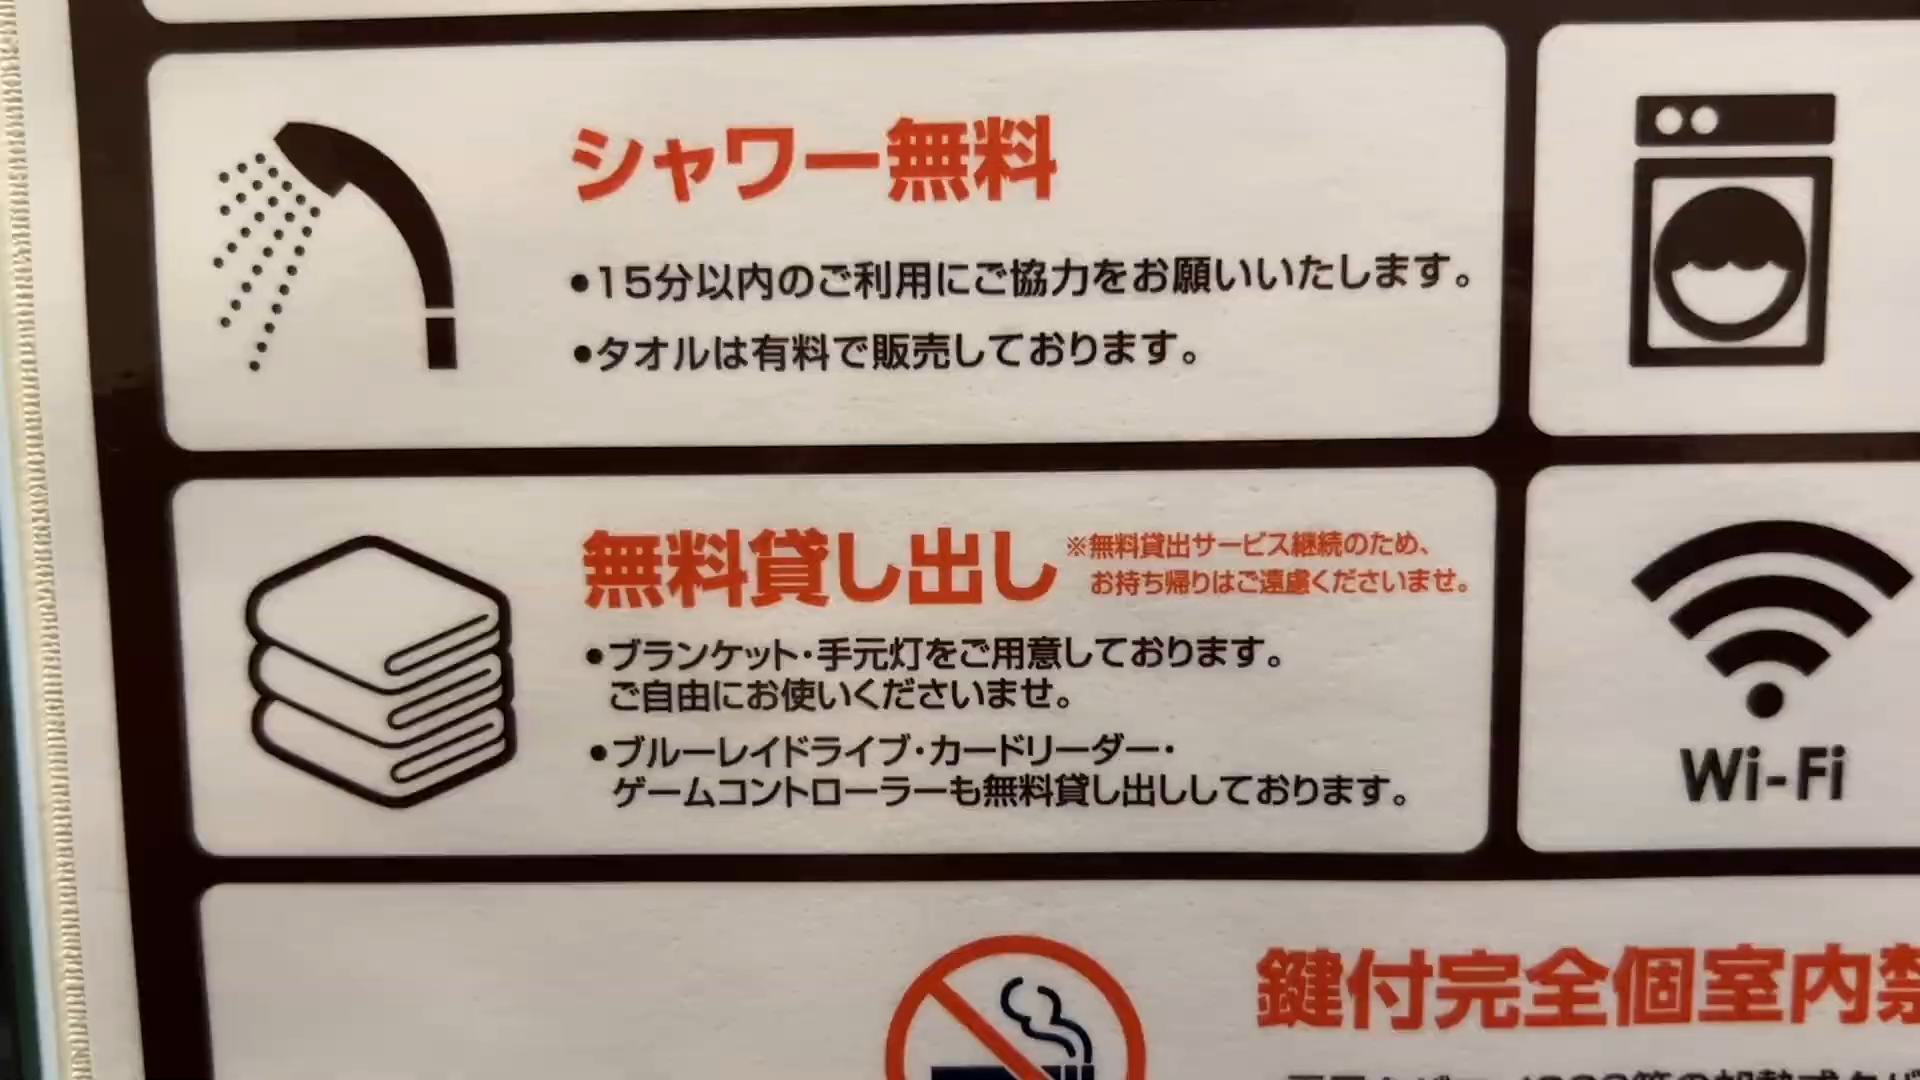 シャワー無料
●15分以内のご利用にご協力をお願いいたします。
●タオルは有料で販売しております。
無料貸し出し
※無料貸出サービス継続のため、
お持ち帰りはご遠慮くださいませ。
●ブランケット・手元灯をご用意しております。
ご自由にお使いくださいませ。
●ブルーレイドライブ・カードリーダー・
ゲームコントローラーも無料貸し出ししております。
Wi-Fi
鍵付完全個室内禁